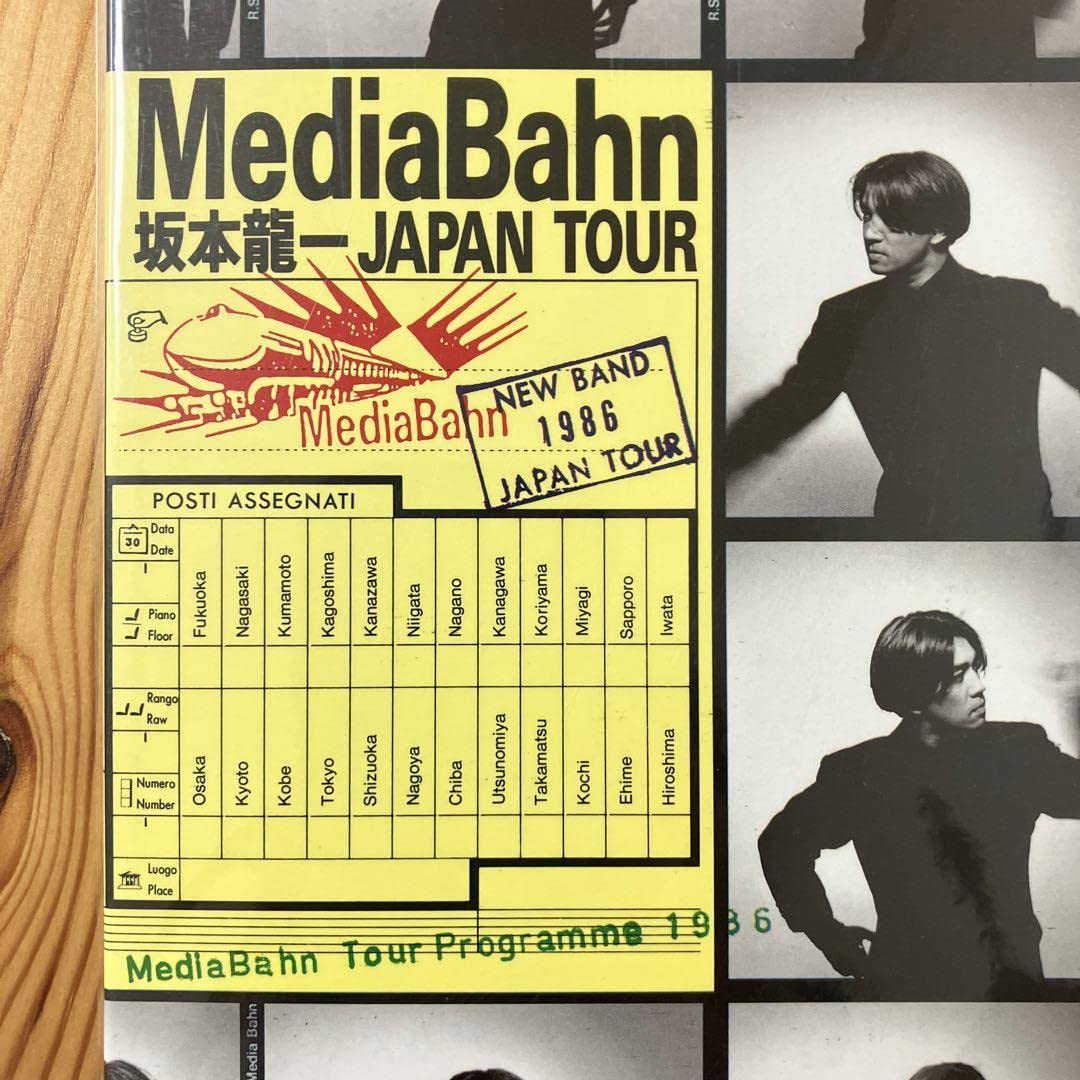 R.S
R.S
MediaBahn
坂本龍一 JAPAN TOUR
MediaBahn
NEW BAND
1986
JAPAN TOUR
POSTI ASSEGNATI
30
Data
Date
Piano
Floor
Fukuoka
Nagasaki
Kumamoto
Kagoshima
Kanazawa
Niigata
Nagano
Kanagawa
Koriyama
Miyagi
Sapporo
Iwata
Rango
Raw
Numero
Number
Osaka
Kyoto
Kobe
Tokyo
Shizuoka
Nagoya
Chiba
Utsunomiya
Takamatsu
Kochi
Ehime
Hiroshima
Luogo
Place
MediaBahn Tour Programme 1986
Media Bahn